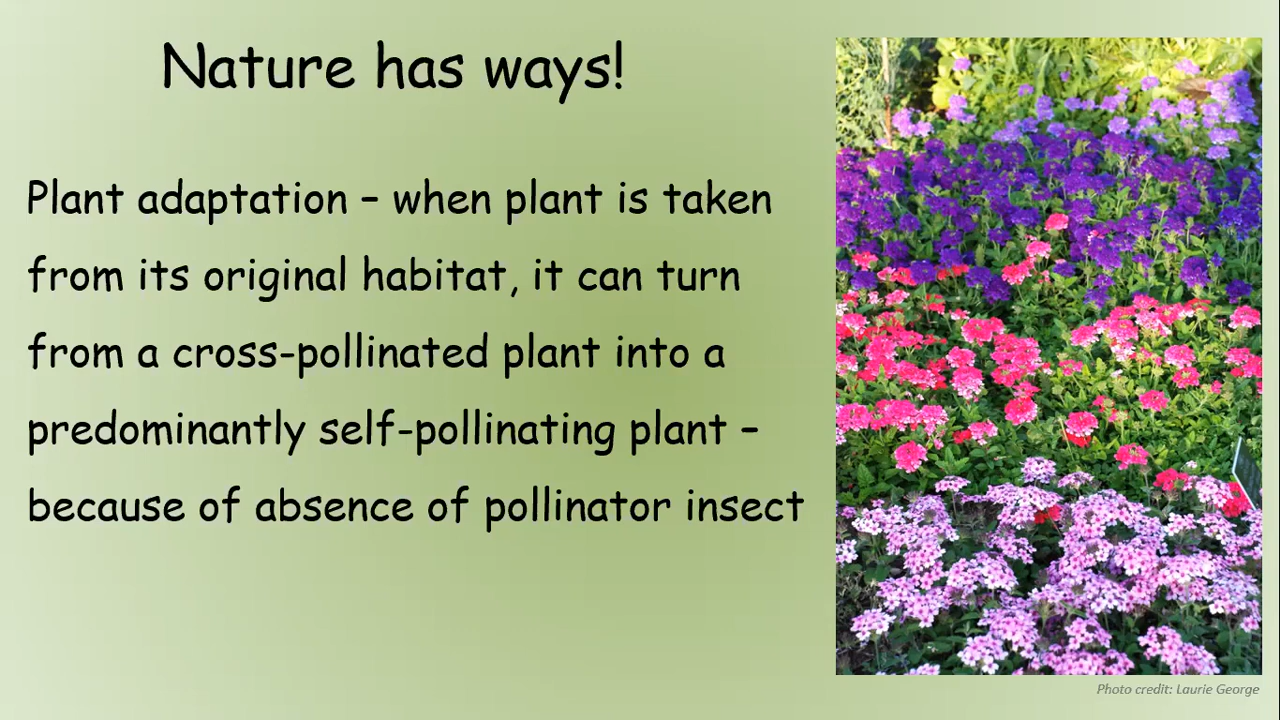 Nature has ways!
Plant adaptation – when plant is taken
from its original habitat, it can turn
from a cross-pollinated plant into a
predominantly self-pollinating plant –
because of absence of pollinator insect
Photo credit: Laurie George